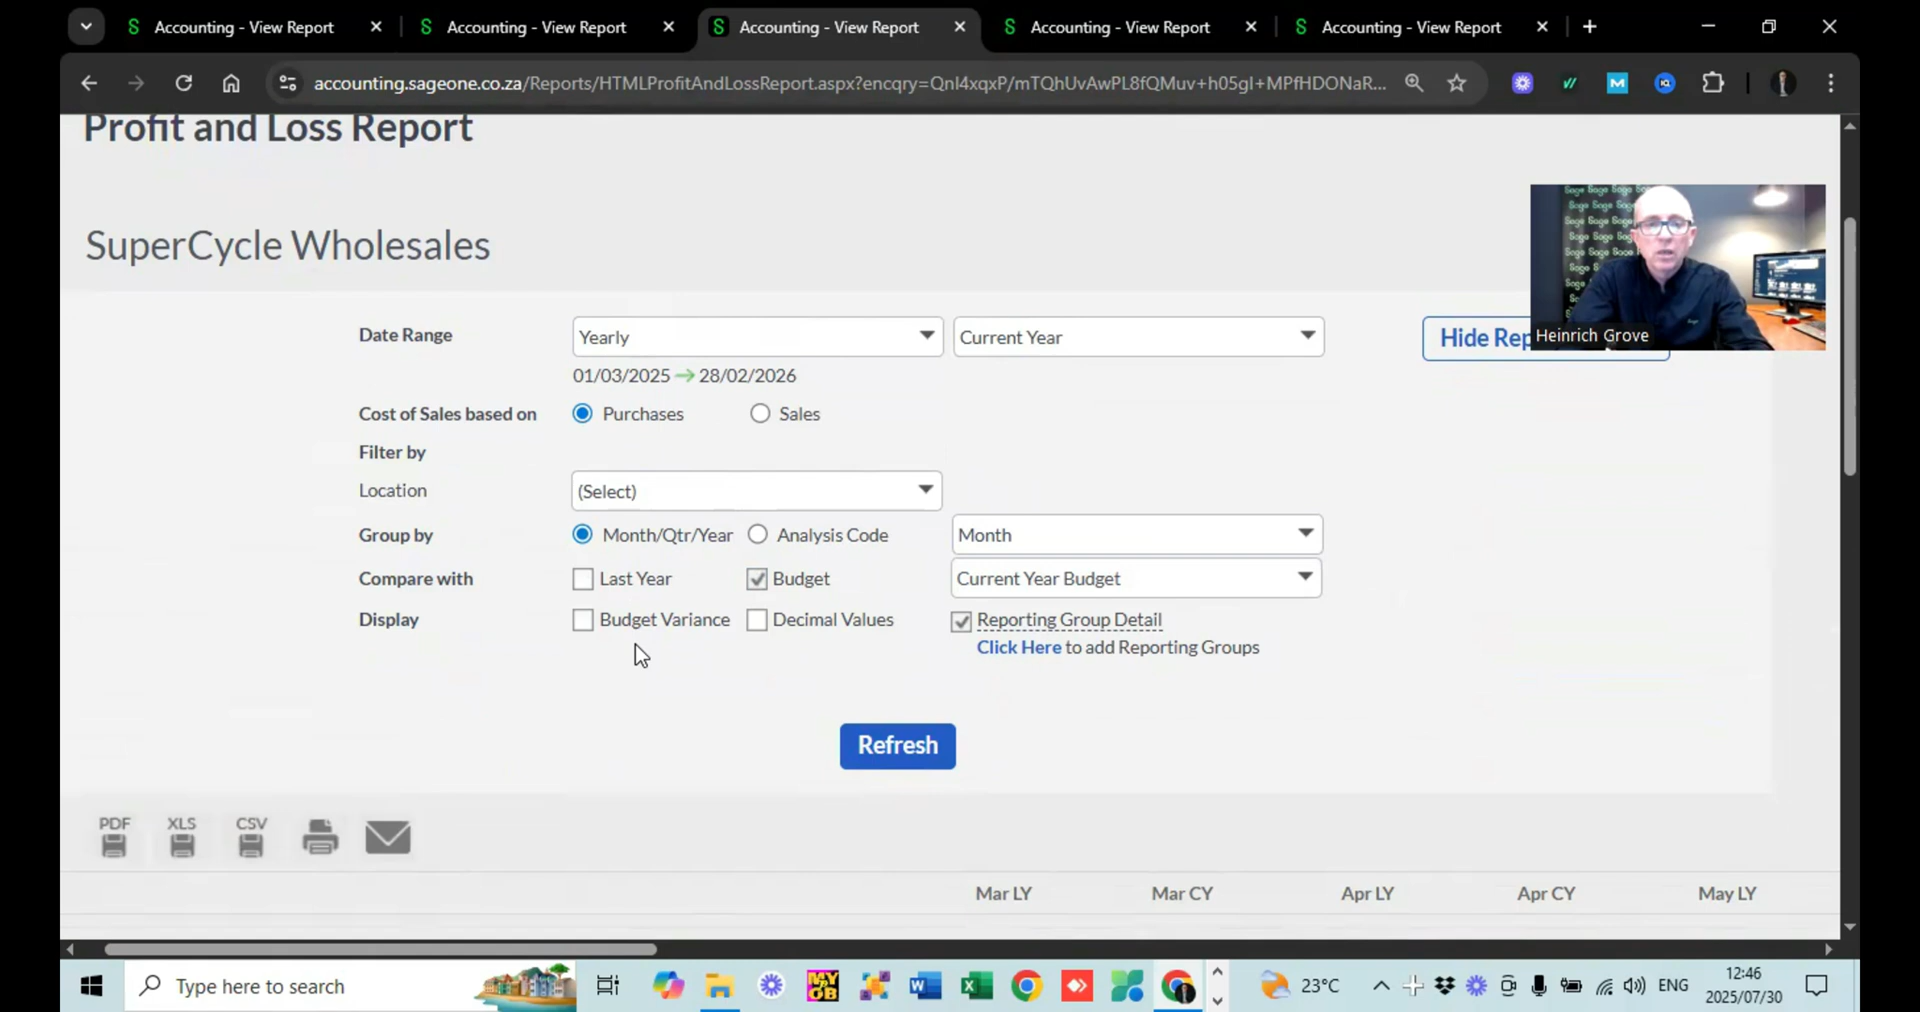 Accounting - View Report
Accounting - View Report
Accounting - View Report
Accounting - View Report
Accounting - View Report
accounting.sageone.co.za/Reports/HTMLProfitAndLossReport.aspx?encqry=QnI4xqxP/mTQhUvAwPL8fQMuv+h05gI+MPfHDONaR...
Profit and Loss Report
SuperCycle Wholesales
Date Range Yearly Current Year Hide Rep
01/03/2025 → 28/02/2026
Heinrich Grove
Cost of Sales based on Purchases Sales
Filter by
Location (Select)
Group by Month/Qtr/Year Analysis Code Month
Compare with Last Year Budget Current Year Budget
Display Budget Variance Decimal Values Reporting Group Detail
Click Here to add Reporting Groups
Refresh
PDF XLS CSV
Mar LY Mar CY Apr LY Apr CY May LY
Type here to search
23°C
ENG
12:46
2025/07/30